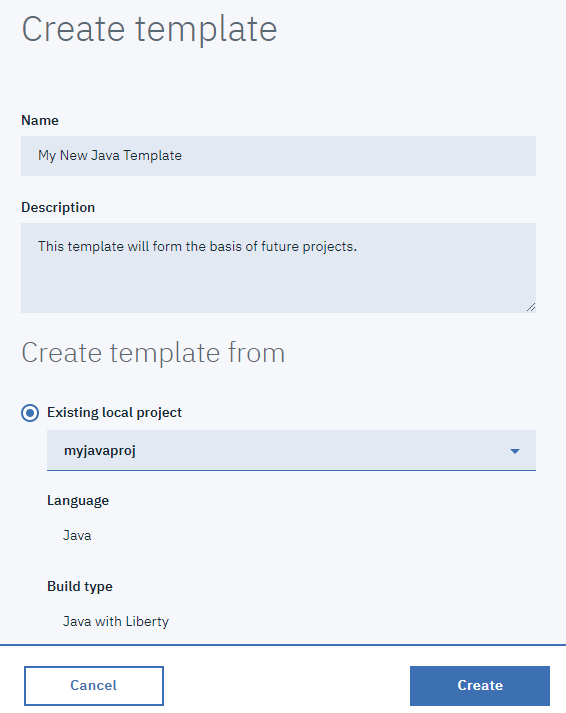 Create template
Name
My New Java Template
Description
This template will form the basis of future projects.
Create template from
Existing local project
myjavaproj
Language
Java
Build type
Java with Liberty
Cancel
Create